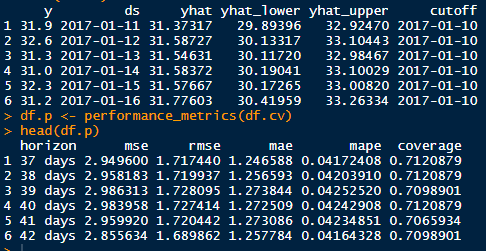 y ds yhat yhat_lower yhat_upper cutoff
1 31.9 2017-01-11 31.37317 29.89396 32.92470 2017-01-10
2 32.6 2017-01-12 31.58727 30.13317 33.10443 2017-01-10
3 31.3 2017-01-13 31.54631 30.11720 32.98467 2017-01-10
4 31.0 2017-01-14 31.58372 30.19041 33.10029 2017-01-10
5 32.3 2017-01-15 31.57667 30.17265 33.00820 2017-01-10
6 31.2 2017-01-16 31.77603 30.41959 33.26334 2017-01-10
> df.p <- performance_metrics(df.cv)
> head(df.p)
horizon mse rmse mae mape coverage
1 37 days 2.949600 1.717440 1.246588 0.04172408 0.7120879
2 38 days 2.958183 1.719937 1.256593 0.04203910 0.7120879
3 39 days 2.986313 1.728095 1.273844 0.04252520 0.7098901
4 40 days 2.983958 1.727414 1.272509 0.04242908 0.7120879
5 41 days 2.959920 1.720442 1.273086 0.04234851 0.7065934
6 42 days 2.855634 1.689862 1.257784 0.04164328 0.7098901